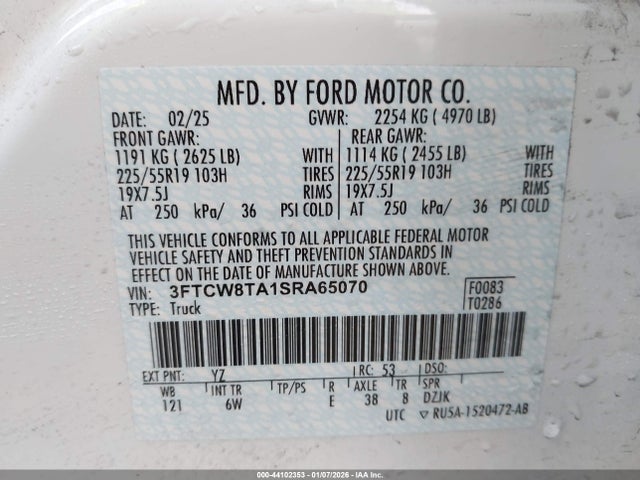 MFD. BY FORD MOTOR CO.
DATE: 02/25 GVWR: 2254 KG ( 4970 LB)
FRONT GAWR: REAR GAWR:
1191 KG ( 2625 LB) WITH 1114 KG ( 2455 LB) WITH
225/55R19 103H TIRES 225/55R19 103H TIRES
19X7.5J RIMS 19X7.5J RIMS
AT 250 kPa/ 36 PSI COLD AT 250 kPa/ 36 PSI COLD
THIS VEHICLE CONFORMS TO ALL APPLICABLE FEDERAL MOTOR
VEHICLE SAFETY AND THEFT PREVENTION STANDARDS IN
EFFECT ON THE DATE OF MANUFACTURE SHOWN ABOVE.
VIN: 3FTCW8TA1SRA65070 F0083
TYPE: Truck T0286
EXT PNT: YZ RC: 53 DSO:
WB INT TR TP/PS R AXLE TR SPR
121 6W E 38 8 DZJK
UTC ▽ RU5A-1520472-AB
000-44102353 | 01/07/2026 - IAA Corp.